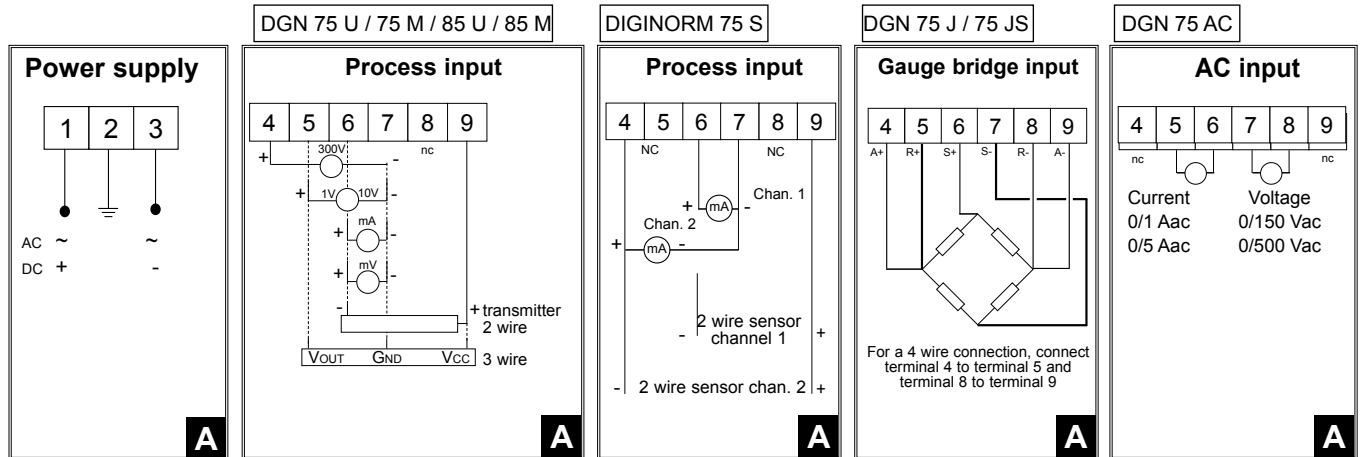 DGN 75 U / 75 M / 85 U / 85 M
DIGINORM 75 S
DGN 75 J / 75 JS
DGN 75 AC
Power supply
1 2 3
AC ~ ~
DC + -
A
Process input
4 5 6 7 8 9
nc
300V
+ -
+ 1V 10V -
mA
+ -
mV
+ -
- + transmitter
2 wire
VOUT GND VCC 3 wire
A
Process input
4 5 6 7 8 9
NC NC
Chan. 1
+ mA -
Chan. 2
+ mA -
2 wire sensor
- channel 1 +
- 2 wire sensor chan. 2 +
A
Gauge bridge input
4 5 6 7 8 9
A+ R+ S+ S- R- A-
For a 4 wire connection, connect
terminal 4 to terminal 5 and
terminal 8 to terminal 9
A
AC input
4 5 6 7 8 9
nc nc
Current Voltage
0/1 Aac 0/150 Vac
0/5 Aac 0/500 Vac
A